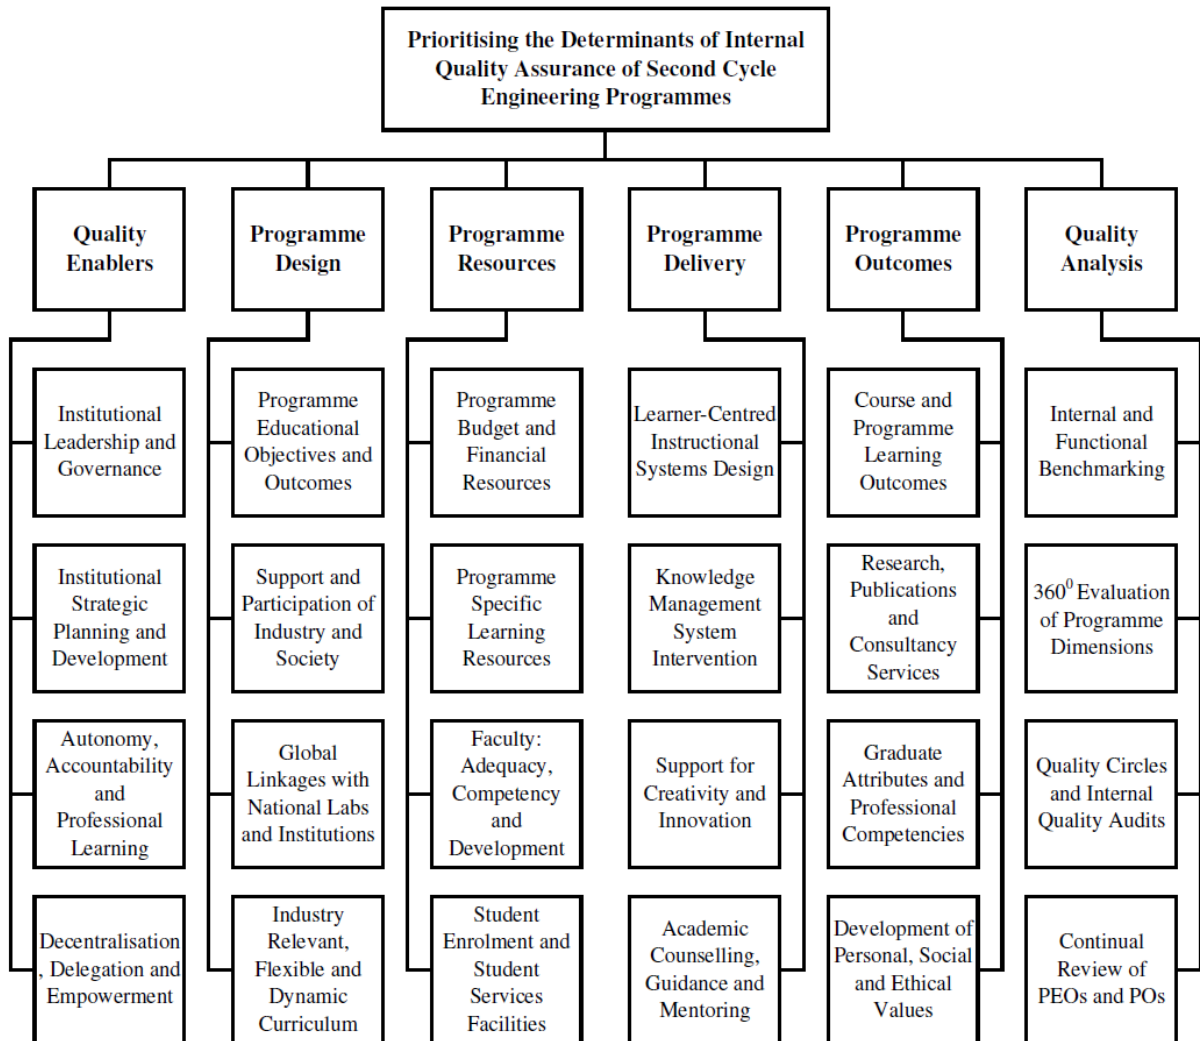 Prioritising the Determinants of Internal
Quality Assurance of Second Cycle
Engineering Programmes
Quality
Enablers
Programme
Design
Programme
Resources
Programme
Delivery
Programme
Outcomes
Quality
Analysis
Institutional
Leadership and
Governance
Programme
Educational
Objectives and
Outcomes
Programme
Budget and
Financial
Resources
Learner-Centred
Instructional
Systems Design
Course and
Programme
Learning
Outcomes
Internal and
Functional
Benchmarking
Institutional
Strategic
Planning and
Development
Support and
Participation of
Industry and
Society
Programme
Specific
Learning
Resources
Knowledge
Management
System
Intervention
Research,
Publications
and
Consultancy
Services
360⁰ Evaluation
of Programme
Dimensions
Autonomy,
Accountability
and
Professional
Learning
Global
Linkages with
National Labs
and Institutions
Faculty:
Adequacy,
Competency
and
Development
Support for
Creativity and
Innovation
Graduate
Attributes and
Professional
Competencies
Quality Circles
and Internal
Quality Audits
Decentralisation
, Delegation and
Empowerment
Industry
Relevant,
Flexible and
Dynamic
Curriculum
Student
Enrolment and
Student
Services
Facilities
Academic
Counselling,
Guidance and
Mentoring
Development of
Personal, Social
and Ethical
Values
Continual
Review of
PEOs and POs